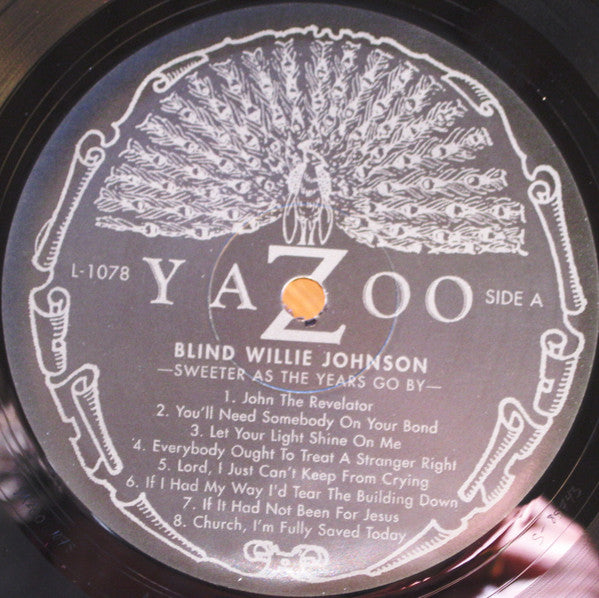 L-1078
YAZOO
SIDE A
BLIND WILLIE JOHNSON
—SWEETER AS THE YEARS GO BY—
1. John The Revelator
2. You'll Need Somebody On Your Bond
3. Let Your Light Shine On Me
4. Everybody Ought To Treat A Stranger Right
5. Lord, I Just Can't Keep From Crying
6. If I Had My Way I'd Tear The Building Down
7. If It Had Not Been For Jesus
8. Church, I'm Fully Saved Today